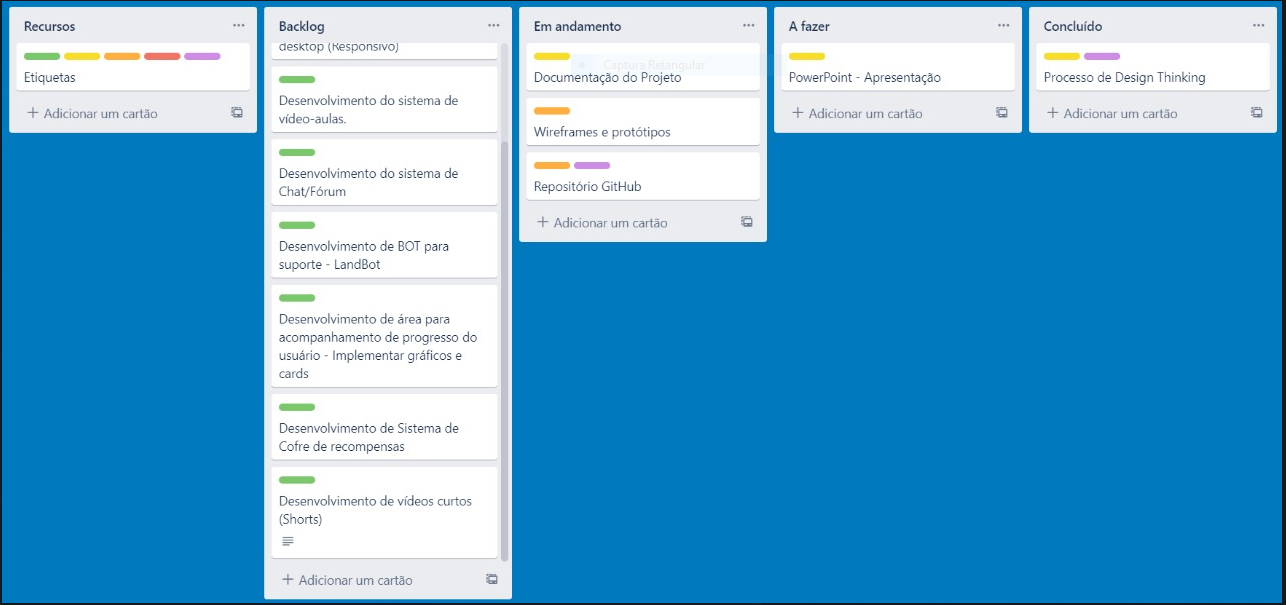 Recursos
Etiquetas
Adicionar um cartão
Backlog
desktop (Responsivo)
Desenvolvimento do sistema de
vídeo-aulas.
Desenvolvimento do sistema de
Chat/Fórum
Desenvolvimento de BOT para
suporte - LandBot
Desenvolvimento de área para
acompanhamento de progresso do
usuário - Implementar gráficos e
cards
Desenvolvimento de Sistema de
Cofre de recompensas
Desenvolvimento de vídeos curtos
(Shorts)
Adicionar um cartão
Em andamento
Captura Retangular
Documentação do Projeto
Wireframes e protótipos
Repositório GitHub
Adicionar um cartão
A fazer
PowerPoint - Apresentação
Adicionar um cartão
Concluído
Processo de Design Thinking
Adicionar um cartão